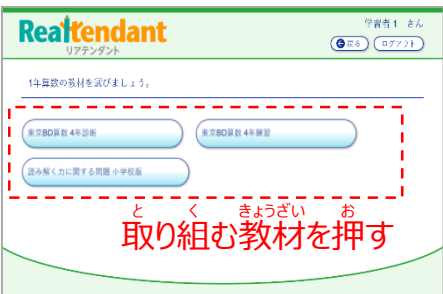 Realtendant
リアテンダント
学習者1 さん
戻る ログアウト
1年算数の教材を選びましょう。
東京BD算数 4年診断
東京BD算数 4年練習
読み解く力に関する問題 小学校版
と く きょうざい お
取り組む教材を押す